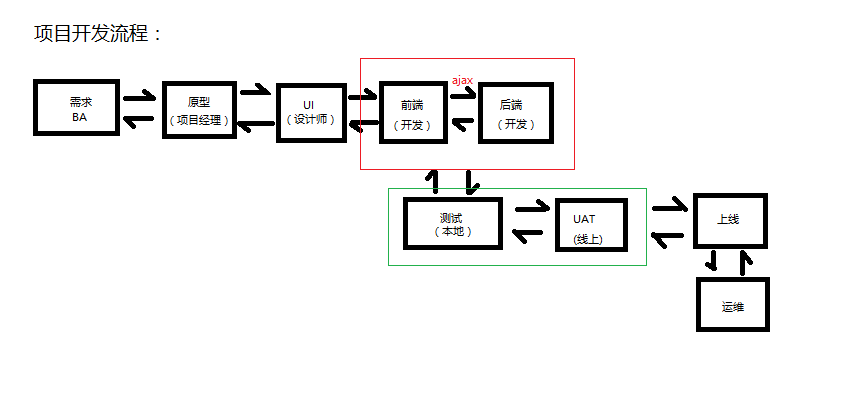 项目开发流程：
需求
BA
原型
（项目经理）
UI
（设计师）
前端
（开发）
ajax
后端
（开发）
测试
（本地）
UAT
(线上)
上线
运维